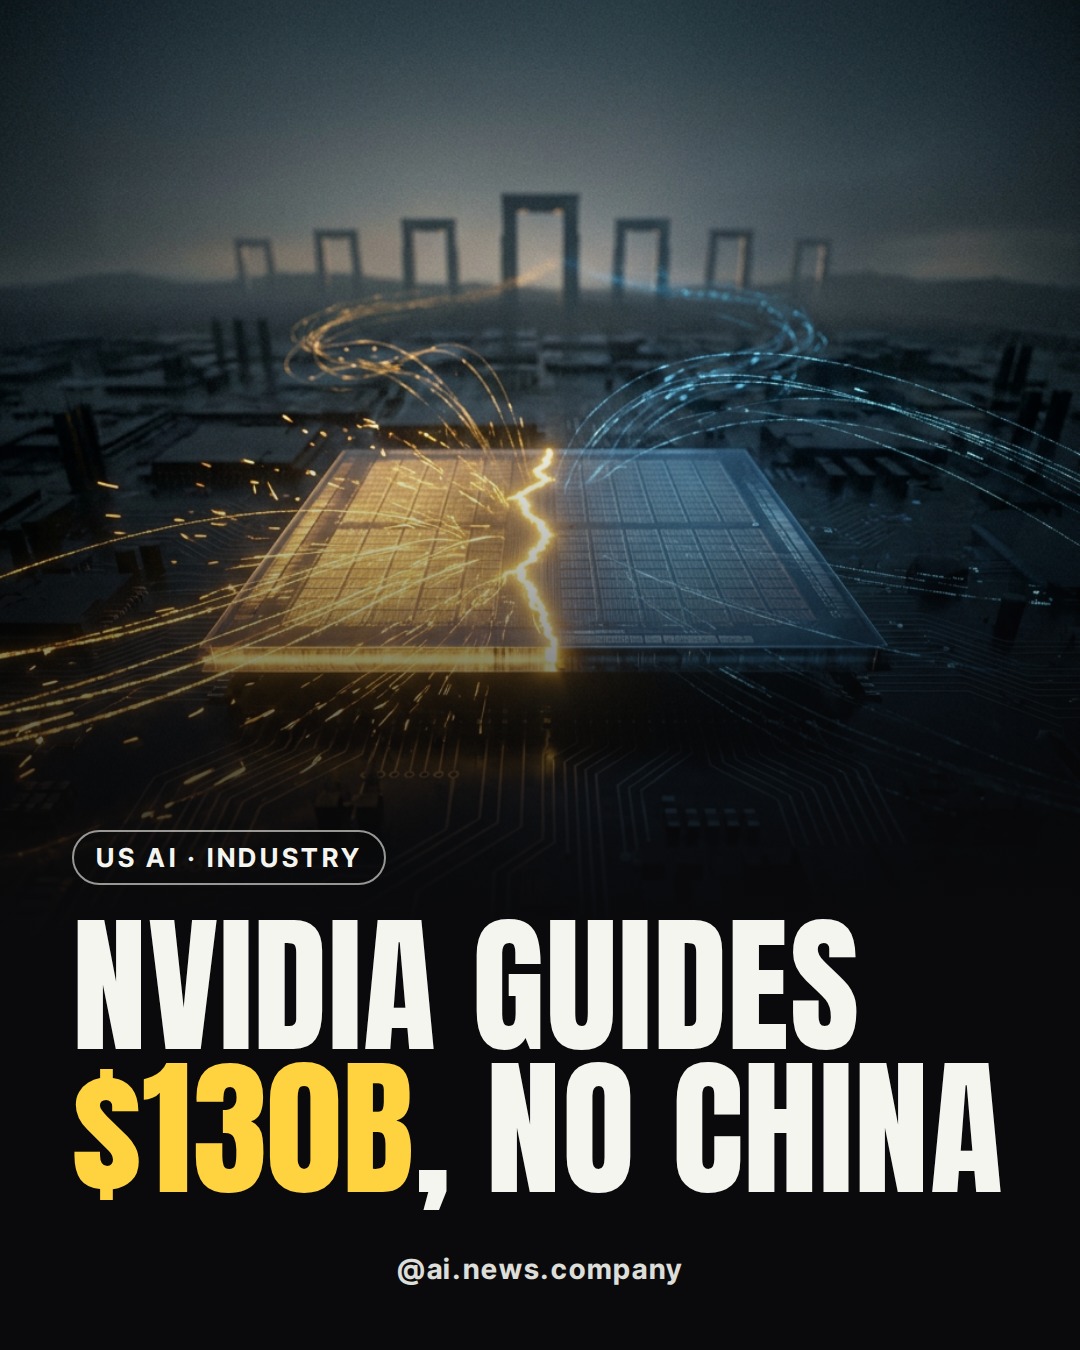 US AI · INDUSTRY
NVIDIA GUIDES
$130B, NO CHINA
@ai.news.company